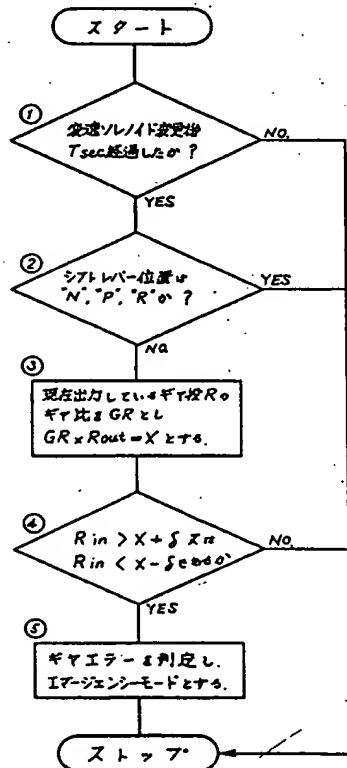 スタート
①
変速ソレノイド変更後
Tsec経過したか?
NO.
YES
②
シフトレバー位置は
"N","P","R"か?
YES
NO
③
現在出力しているギヤ段Rの
ギヤ比をGRとし
GR×Rout=Xとする.
④
Rin>X+δ又は
Rin<X-δであるか
NO.
YES
⑤
ギヤエラーを判定し.
エマージェンシーモードとする.
ストップ